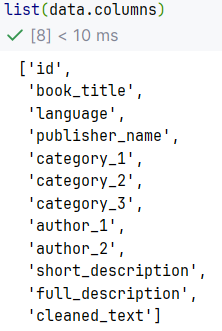 list(data.columns)
✓ [8] < 10 ms
['id',
'book_title',
'language',
'publisher_name',
'category_1',
'category_2',
'category_3',
'author_1',
'author_2',
'short_description',
'full_description',
'cleaned_text']